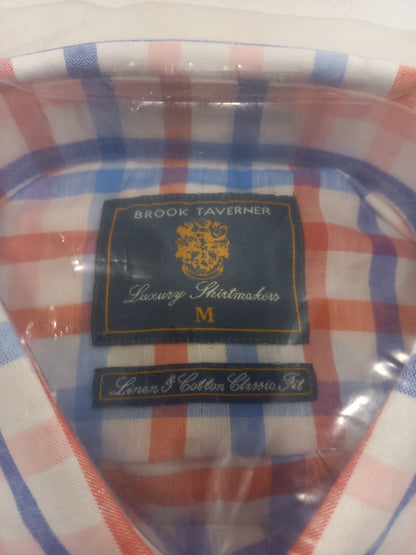 BROOK TAVERNER
Luxury Shirtmakers
M
Linen & Cotton Classic Fit